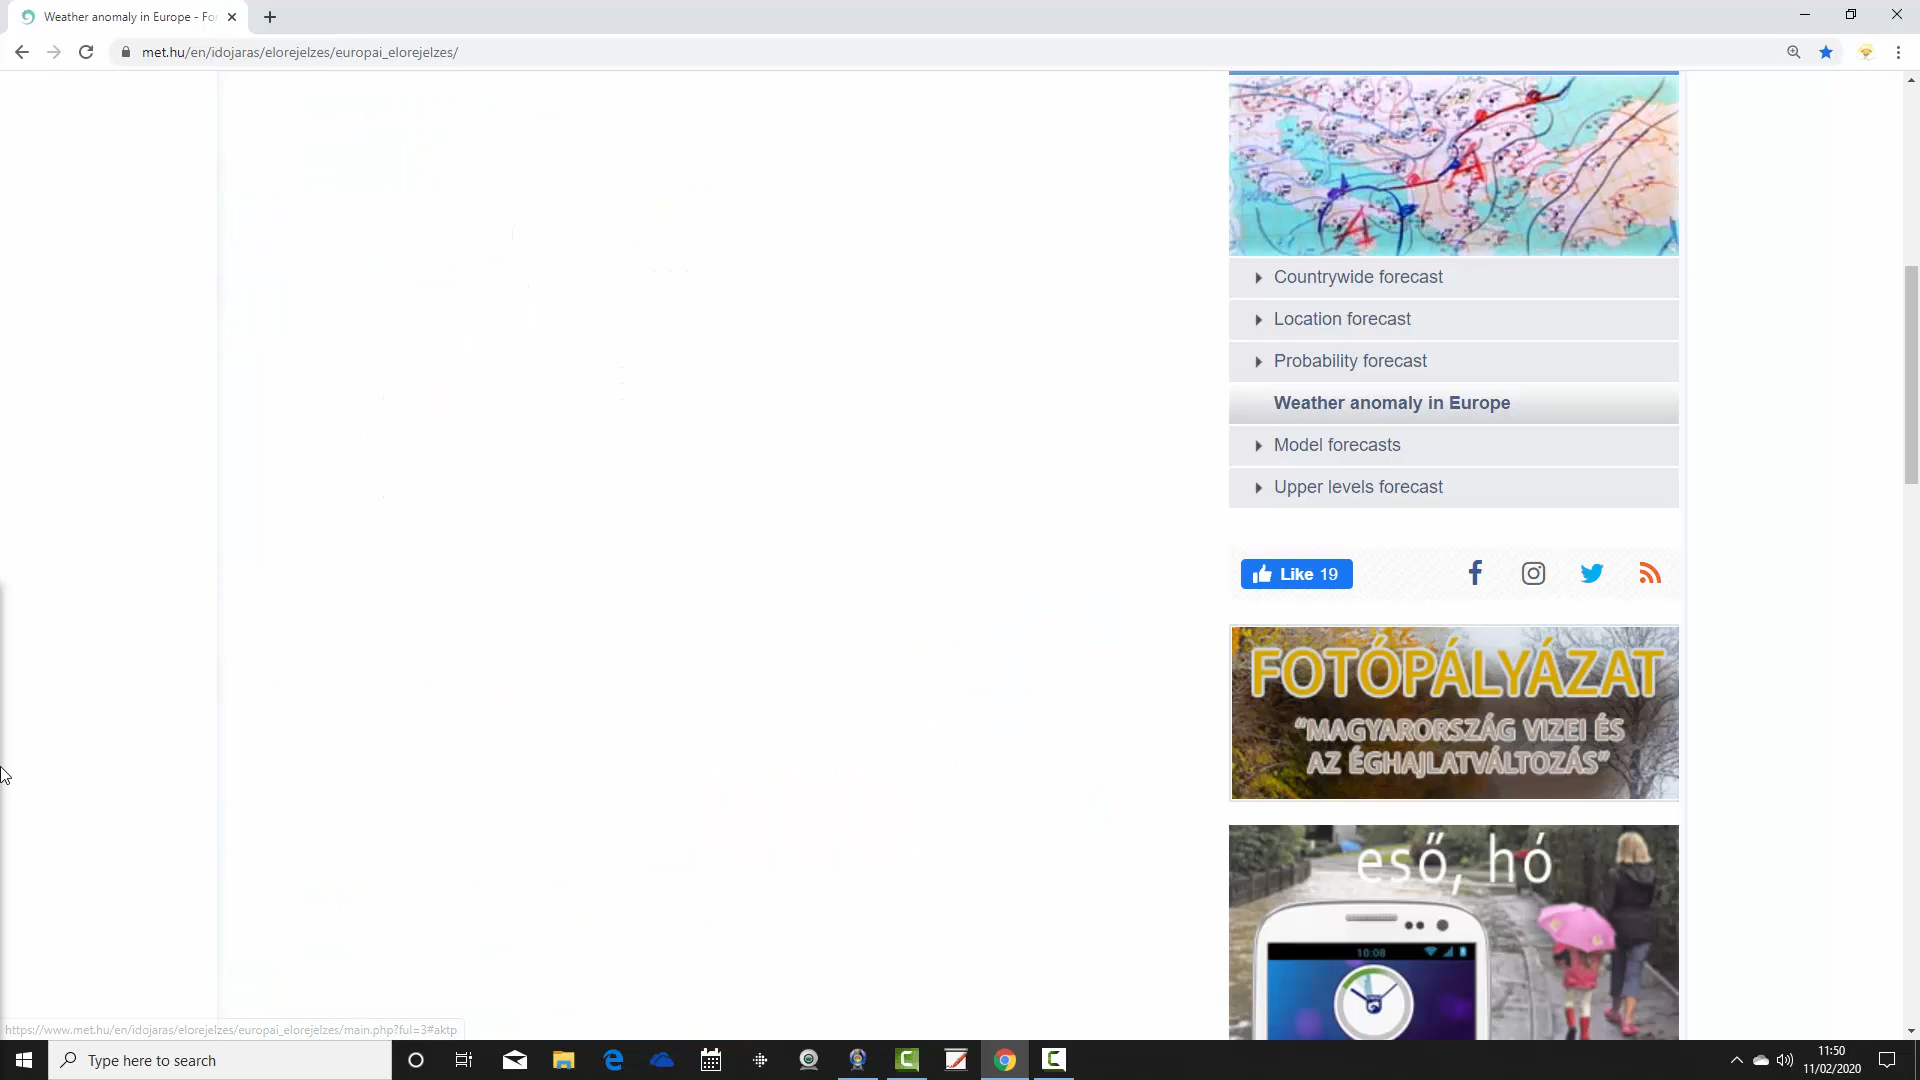 Weather anomaly in Europe - For
met.hu/en/idojaras/elorejelzes/europai_elorejelzes/
A
A
Countrywide forecast
Location forecast
Probability forecast
Weather anomaly in Europe
Model forecasts
Upper levels forecast
Like 19
FOTÓPÁLYÁZAT
“MAGYARORSZÁG VIZEI ÉS
AZ ÉGHAJLATVÁLTOZÁS”
eső, hó
10:08
https://www.met.hu/en/idojaras/elorejelzes/europai_elorejelzes/main.php?ful=3#aktp
Type here to search
11:50
11/02/2020